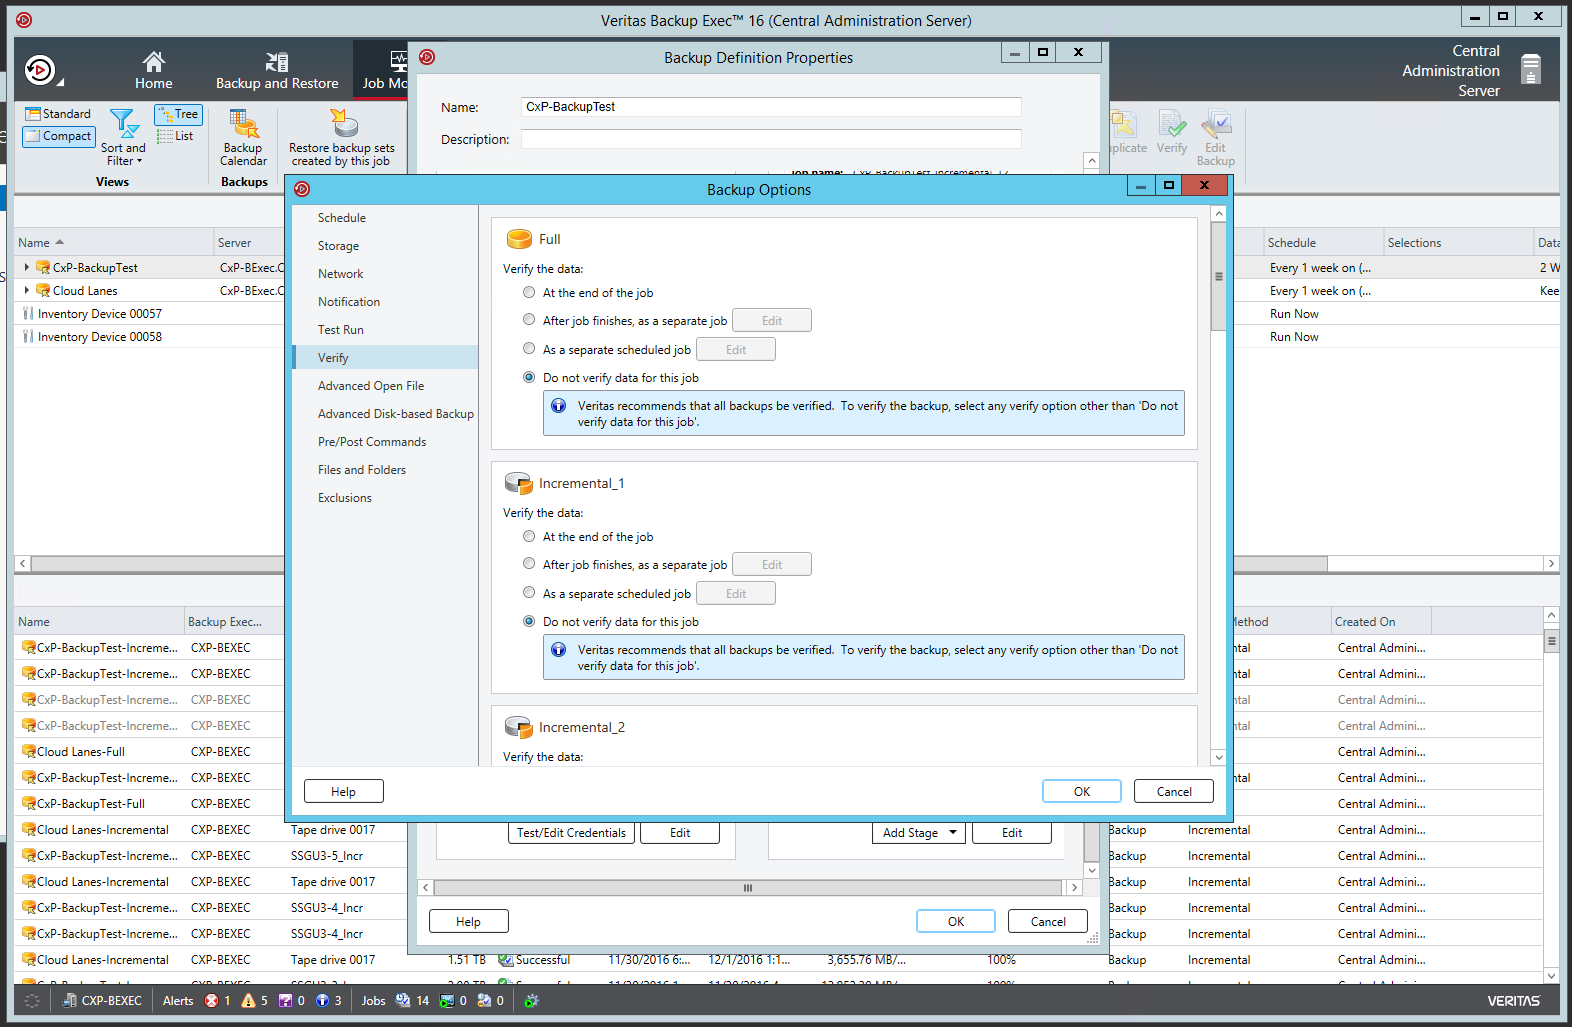 Veritas Backup Exec™ 16 (Central Administration Server)
Home
Backup and Restore
Job Mo
Central
Administration
Server
Backup Definition Properties
Name:
CxP-BackupTest
Description:
Standard
Compact
Sort and
Filter
Tree
List
Views
Backup
Calendar
Backups
Restore backup sets
created by this job
plicate
Verify
Edit
Backup
Job name: CxP_BackupTest_Incremental_12
Backup Options
Name
Server
CxP-BackupTest
CxP-BExec.C
Cloud Lanes
CxP-BExec.C
Inventory Device 00057
Inventory Device 00058
Schedule
Selections
Data
Every 1 week on (...
2 W
Every 1 week on (...
Kee
Run Now
Run Now
Schedule
Storage
Network
Notification
Test Run
Verify
Advanced Open File
Advanced Disk-based Backup
Pre/Post Commands
Files and Folders
Exclusions
Full
Verify the data:
At the end of the job
After job finishes, as a separate job
Edit
As a separate scheduled job
Edit
Do not verify data for this job
Veritas recommends that all backups be verified. To verify the backup, select any verify option other than 'Do not
verify data for this job'.
Incremental_1
Verify the data:
At the end of the job
After job finishes, as a separate job
Edit
As a separate scheduled job
Edit
Do not verify data for this job
Veritas recommends that all backups be verified. To verify the backup, select any verify option other than 'Do not
verify data for this job'.
Incremental_2
Verify the data:
Help
OK
Cancel
Name
Backup Exec...
Method
Created On
CxP-BackupTest-Increme... CXP-BEXEC ntal Central Admini...
CxP-BackupTest-Increme... CXP-BEXEC ntal Central Admini...
CxP-BackupTest-Increme... CXP-BEXEC ntal Central Admini...
CxP-BackupTest-Increme... CXP-BEXEC ntal Central Admini...
Cloud Lanes-Full CXP-BEXEC Central Admini...
CxP-BackupTest-Increme... CXP-BEXEC ntal Central Admini...
CxP-BackupTest-Full CXP-BEXEC Central Admini...
Cloud Lanes-Incremental CXP-BEXEC Tape drive 0017 Backup Incremental Central Admini...
CxP-BackupTest-Increme... CXP-BEXEC SSGU3-5_Incr Backup Incremental Central Admini...
Cloud Lanes-Incremental CXP-BEXEC Tape drive 0017 Backup Incremental Central Admini...
CxP-BackupTest-Increme... CXP-BEXEC SSGU3-4_Incr Backup Incremental Central Admini...
CxP-BackupTest-Increme... CXP-BEXEC SSGU3-4_Incr Backup Incremental Central Admini...
Cloud Lanes-Incremental CXP-BEXEC Tape drive 0017 1.51 TB Successful 11/30/2016 6:... 12/1/2016 1:1... 3,655.76 MB/... 100% Backup Incremental Central Admini...
Test/Edit Credentials
Edit
Add Stage
Edit
Help
OK
Cancel
CXP-BEXEC Alerts 1 5 0 3 Jobs 14 0 0
VERITAS